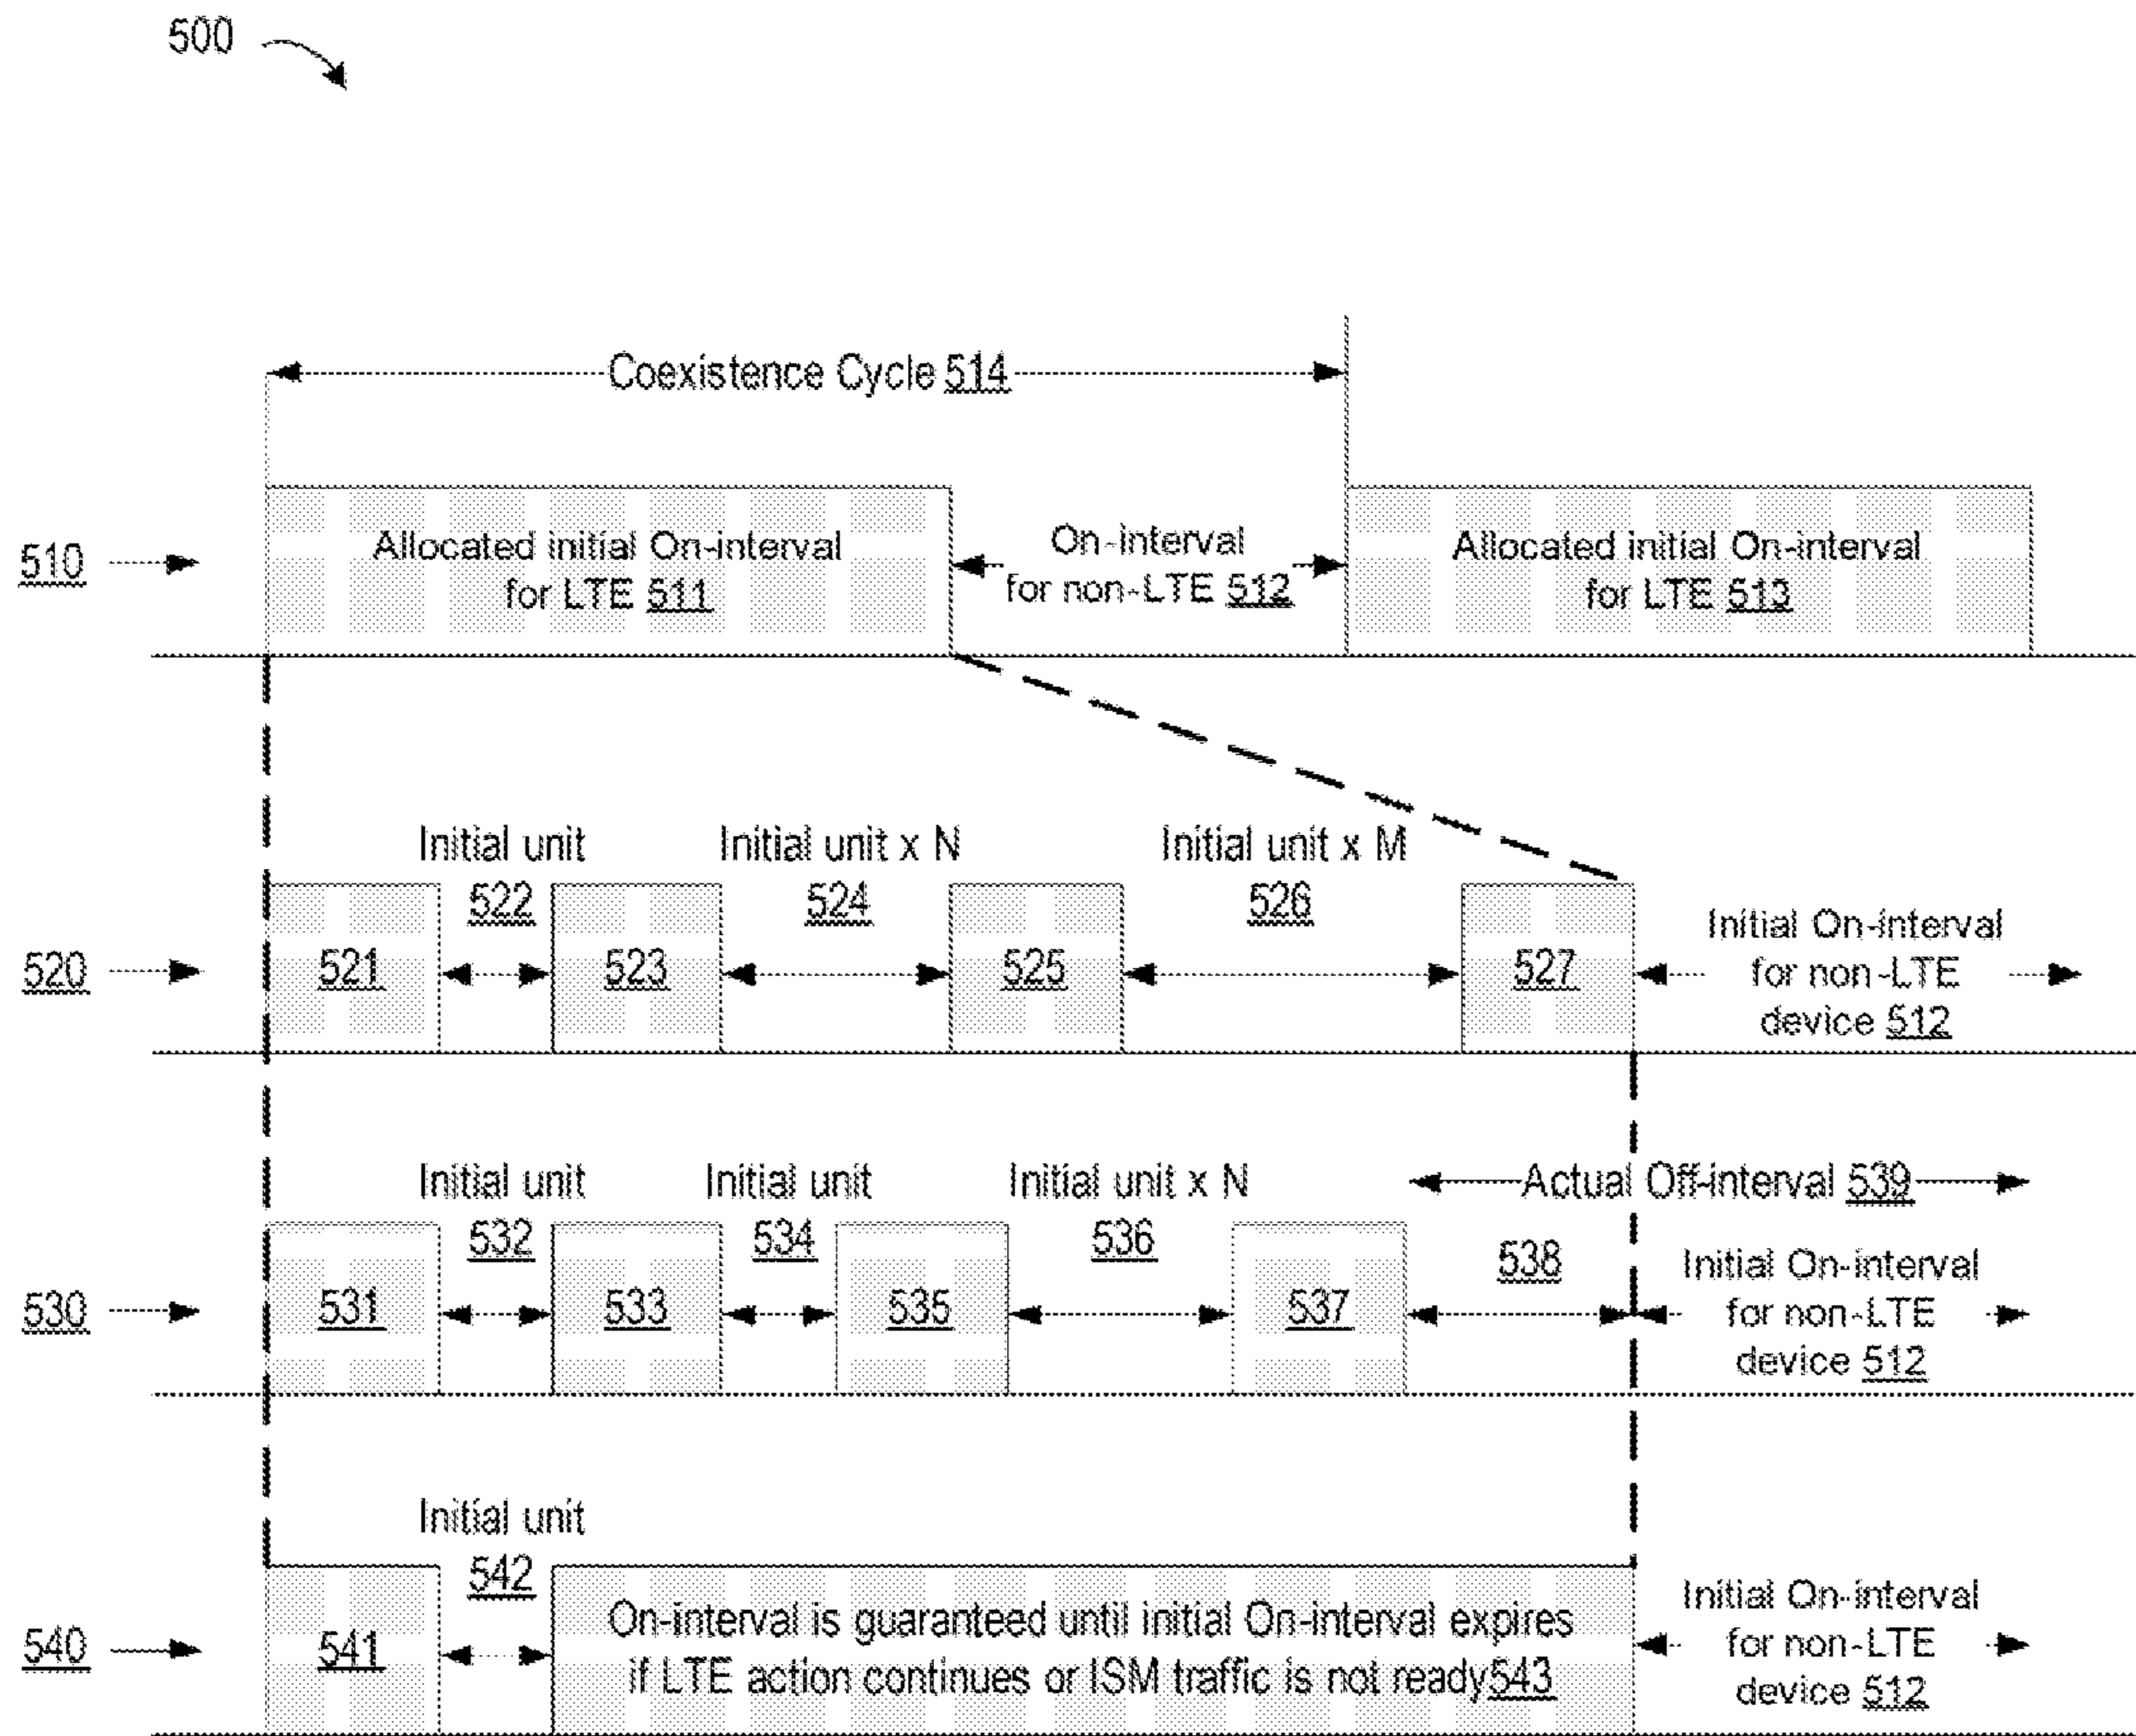 500
Coexistence Cycle 514
510
Allocated initial On-interval
for LTE 511
On-interval
for non-LTE 512
Allocated initial On-interval
for LTE 513
Initial unit
522
Initial unit x N
524
Initial unit x M
526
520
521
523
525
527
Initial On-interval
for non-LTE
device 512
Initial unit
532
Initial unit
534
Initial unit x N
536
Actual Off-interval 539
538
530
531
533
535
537
Initial On-interval
for non-LTE
device 512
Initial unit
542
540
541
On-interval is guaranteed until initial On-interval expires
if LTE action continues or ISM traffic is not ready543
Initial On-interval
for non-LTE
device 512